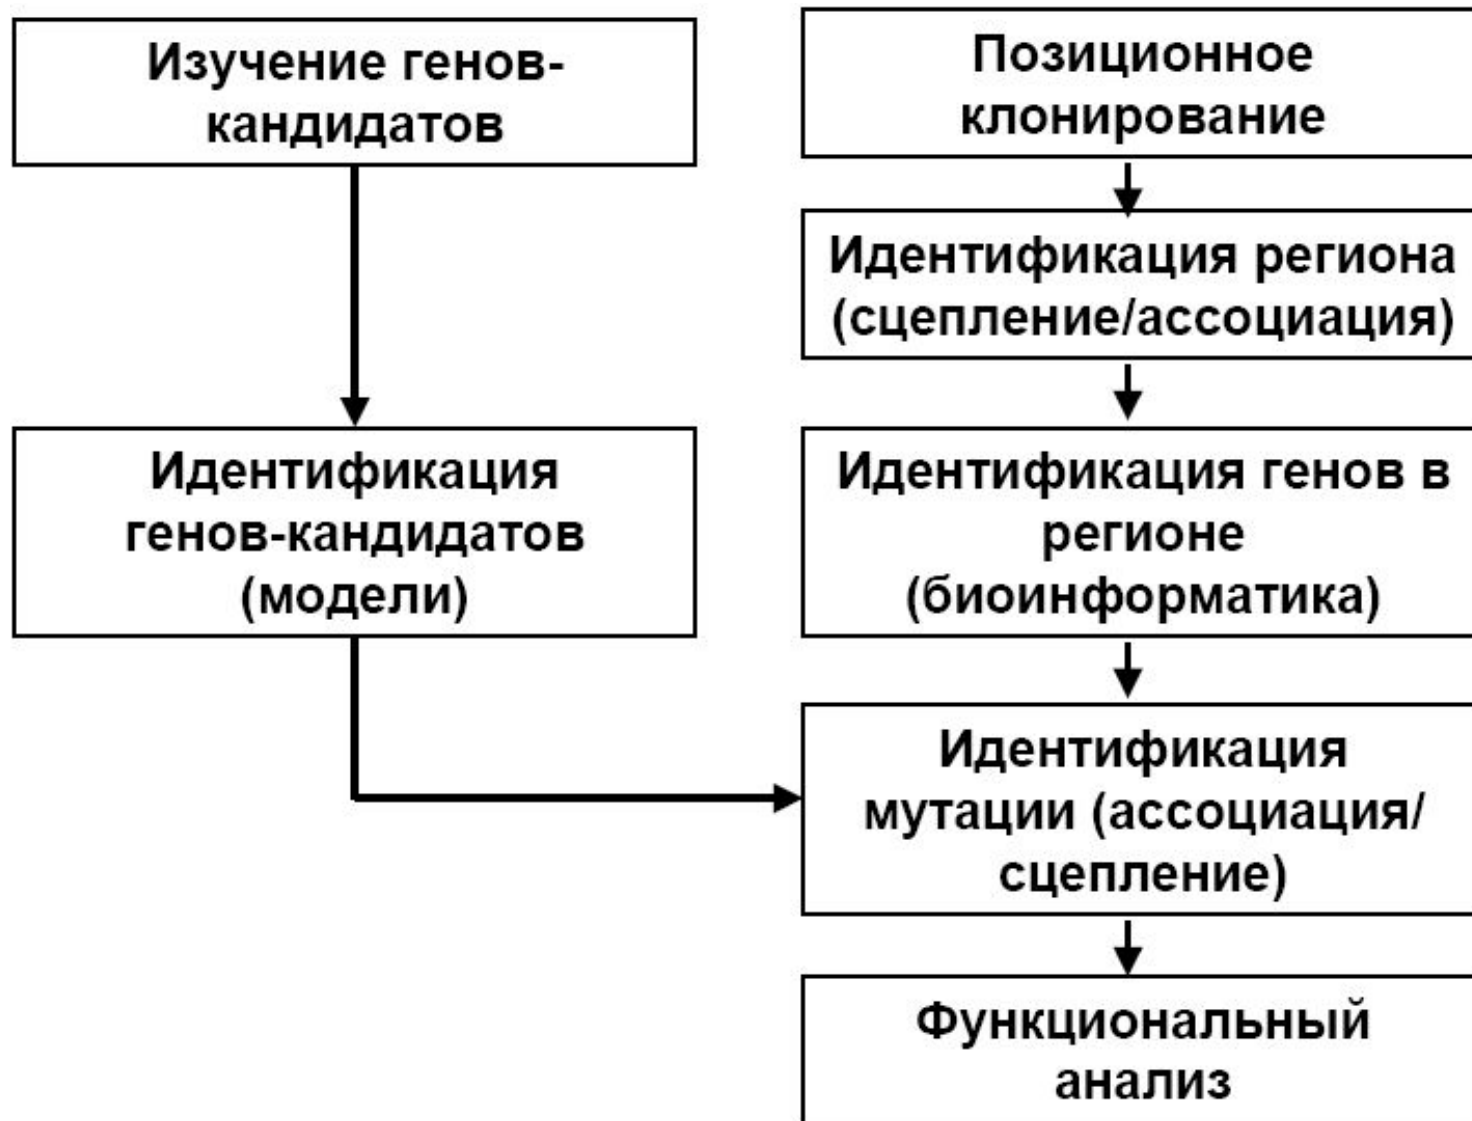 Изучение генов-
кандидатов
Идентификация
генов-кандидатов
(модели)
Позиционное
клонирование
Идентификация региона
(сцепление/ассоциация)
Идентификация генов в
регионе
(биоинформатика)
Идентификация
мутации (ассоциация/
сцепление)
Функциональный
анализ